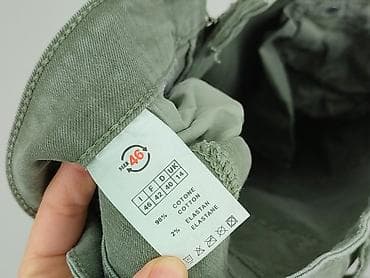 46
I F D UK
46 42 40 14
98% COTONE
COTTON
2% ELASTAN
ELASTANE